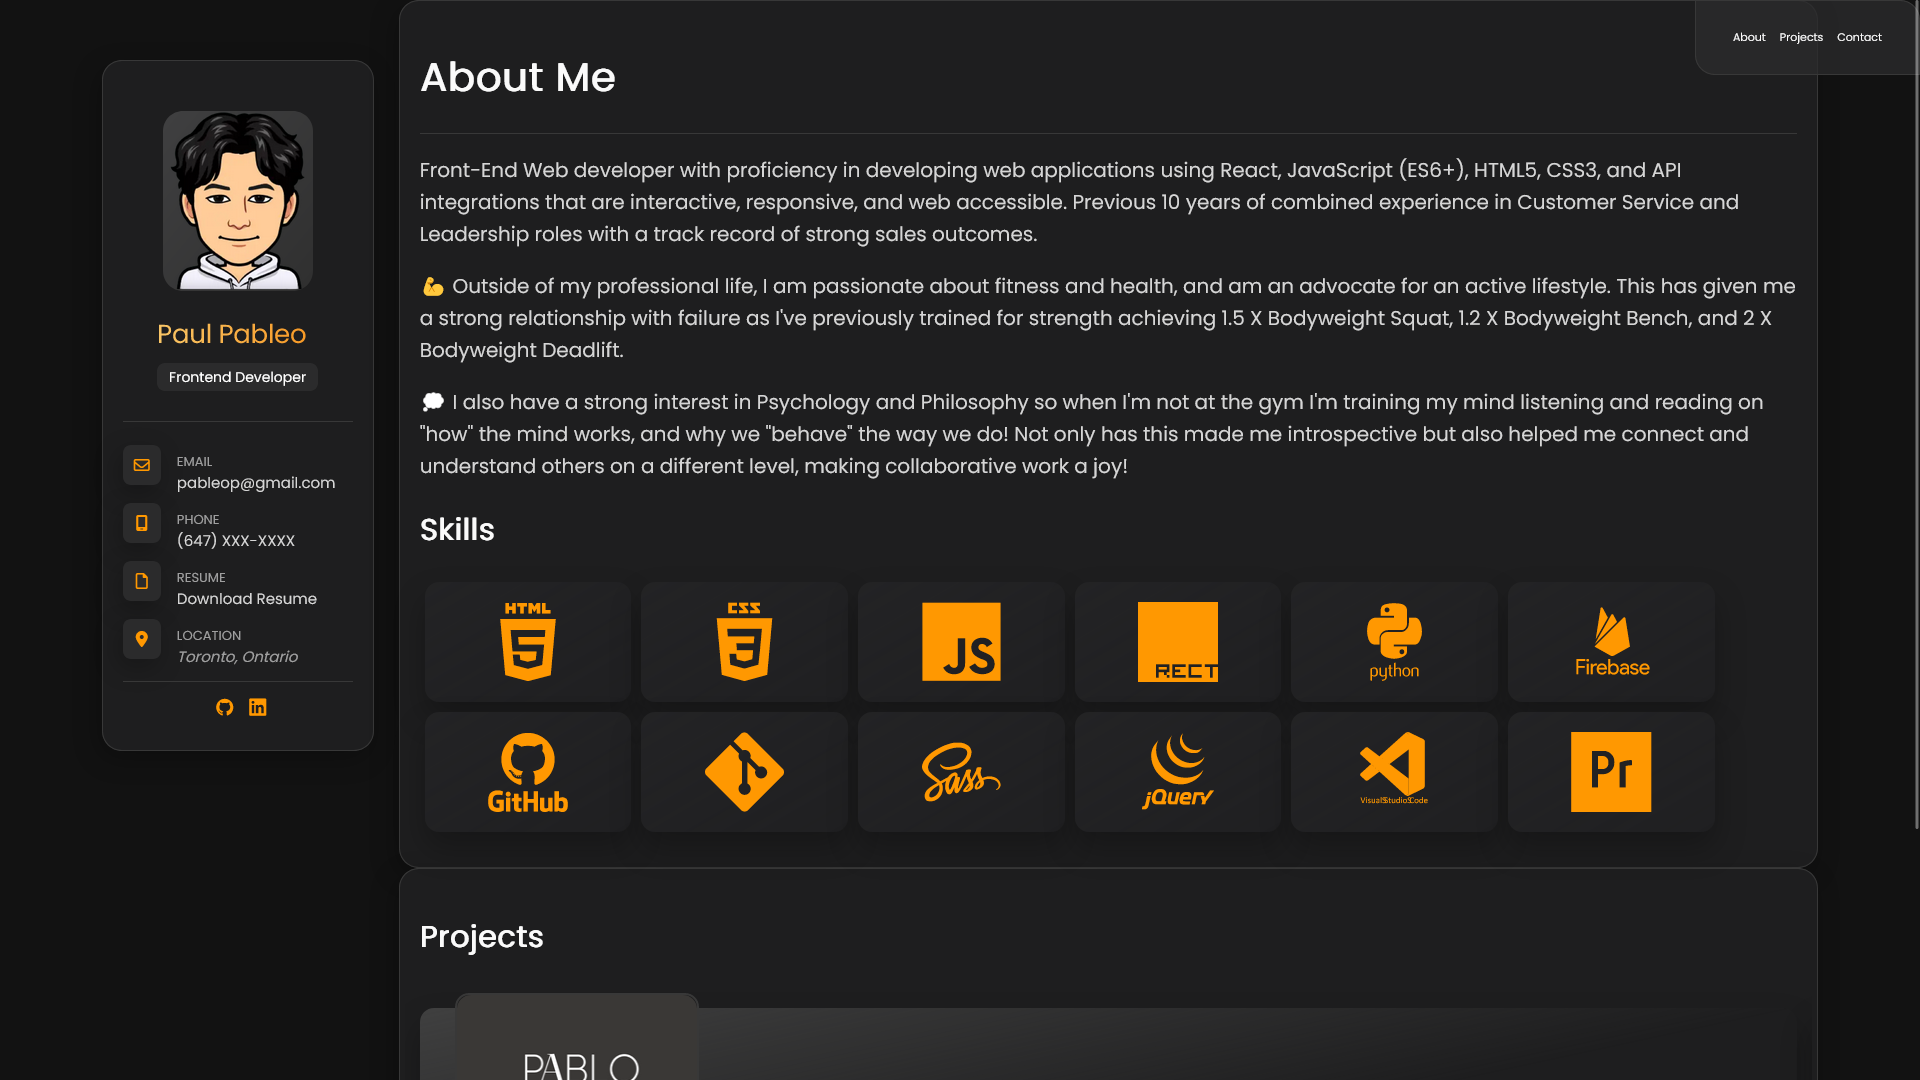 About Projects Contact
Paul Pableo
Frontend Developer
EMAIL
pableop@gmail.com
PHONE
(647) XXX-XXXX
RESUME
Download Resume
LOCATION
Toronto, Ontario
About Me
Front-End Web developer with proficiency in developing web applications using React, JavaScript (ES6+), HTML5, CSS3, and API
integrations that are interactive, responsive, and web accessible. Previous 10 years of combined experience in Customer Service and
Leadership roles with a track record of strong sales outcomes.
💪 Outside of my professional life, I am passionate about fitness and health, and am an advocate for an active lifestyle. This has given me
a strong relationship with failure as I've previously trained for strength achieving 1.5 X Bodyweight Squat, 1.2 X Bodyweight Bench, and 2 X
Bodyweight Deadlift.
💭 I also have a strong interest in Psychology and Philosophy so when I'm not at the gym I'm training my mind listening and reading on
"how" the mind works, and why we "behave" the way we do! Not only has this made me introspective but also helped me connect and
understand others on a different level, making collaborative work a joy!
Skills
HTML 5
CSS 3
JS
RECT
python
Firebase
GitHub
Sass
jQuery
Visual Studio Code
Pr
Projects
PABLO